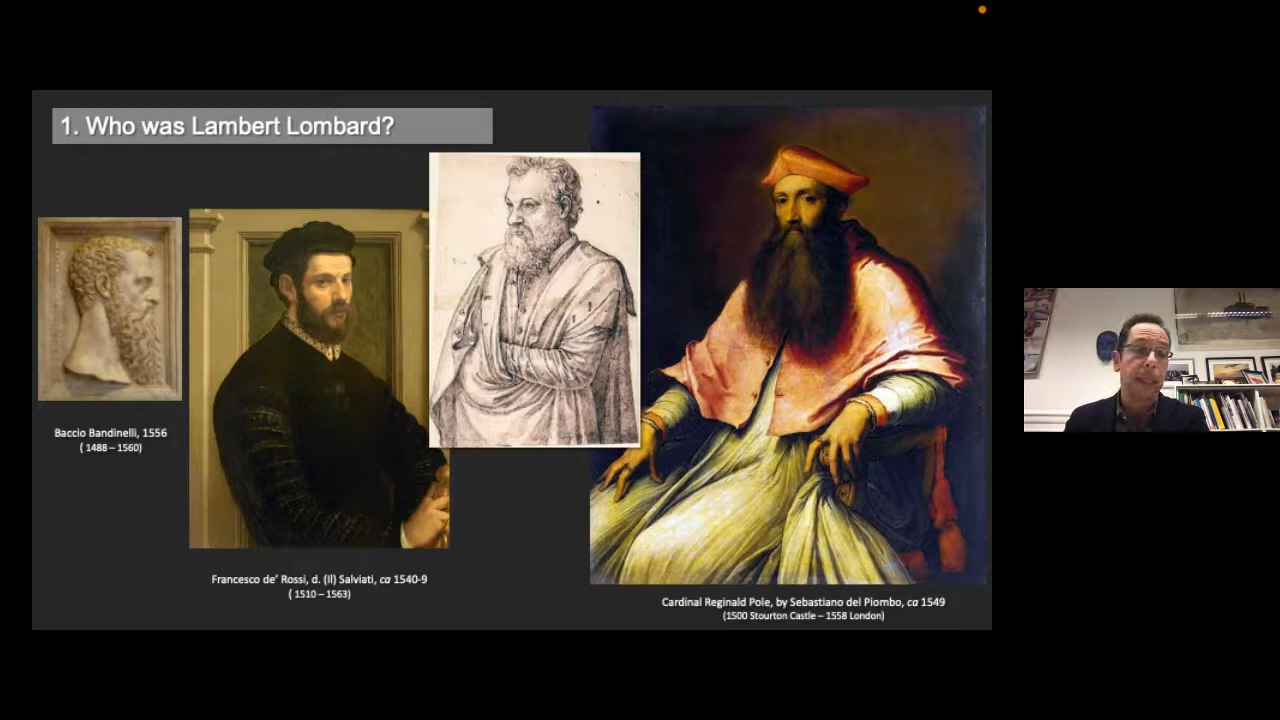 1. Who was Lambert Lombard?
Baccio Bandinelli, 1556
( 1488 – 1560)
Francesco de’ Rossi, d. (Il) Salviati, ca 1540-9
( 1510 – 1563)
Cardinal Reginald Pole, by Sebastiano del Piombo, ca 1549
(1500 Stourton Castle – 1558 London)